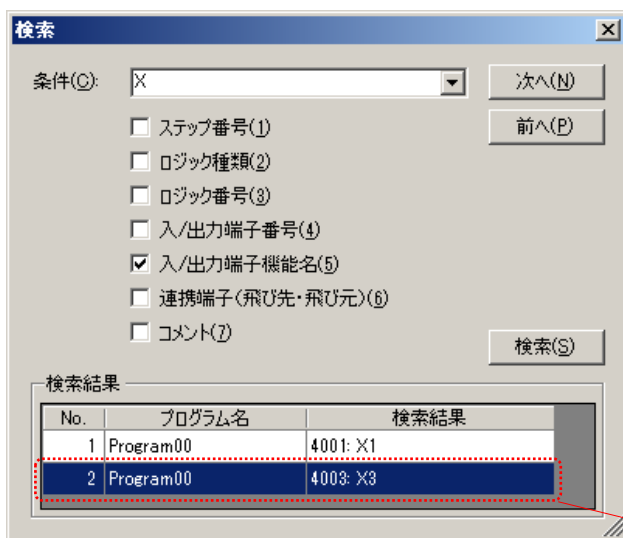 検索
条件(C): X 次へ(N)
前へ(P)
ステップ番号(1)
ロジック種類(2)
ロジック番号(3)
入/出力端子番号(4)
入/出力端子機能名(5)
連携端子(飛び先・飛び元)(6)
コメント(7)
検索(S)
検索結果
No. プログラム名 検索結果
1 Program00 4001: X1
2 Program00 4003: X3